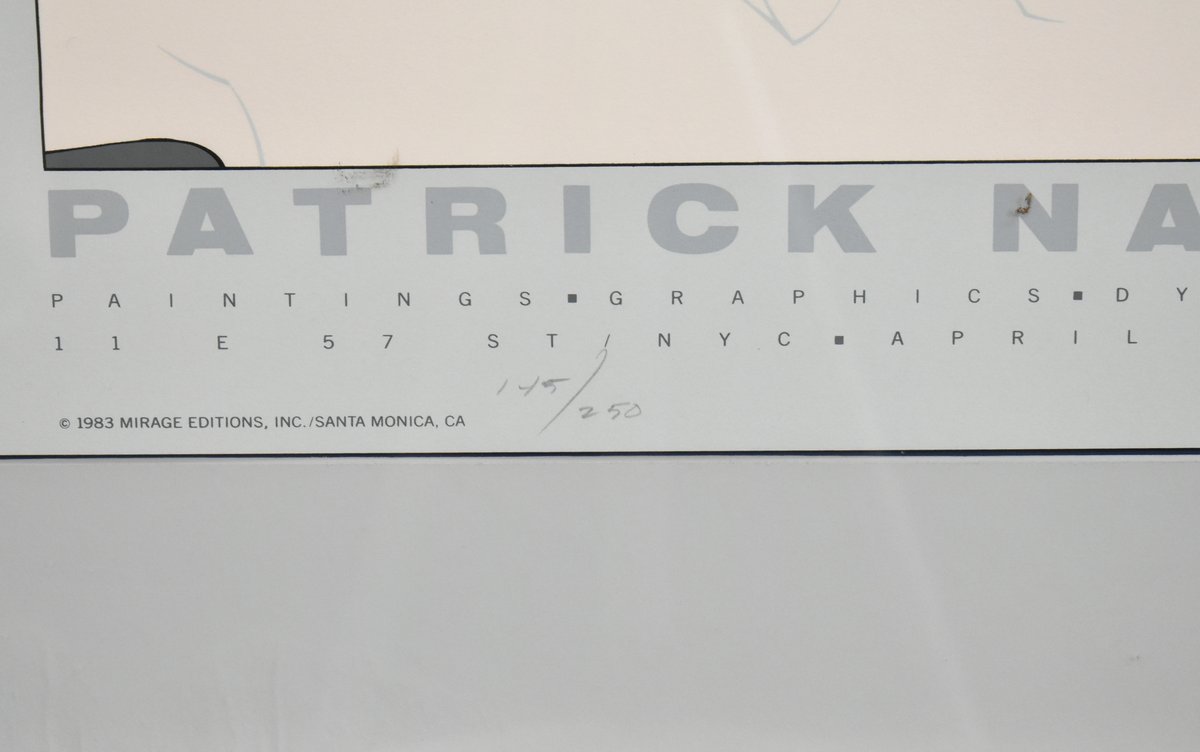 PATRICK NA
PAINTINGS ■ GRAPHICS ■ DY
11 E 57 ST / NYC ■ APRIL
145/250
© 1983 MIRAGE EDITIONS, INC./SANTA MONICA, CA